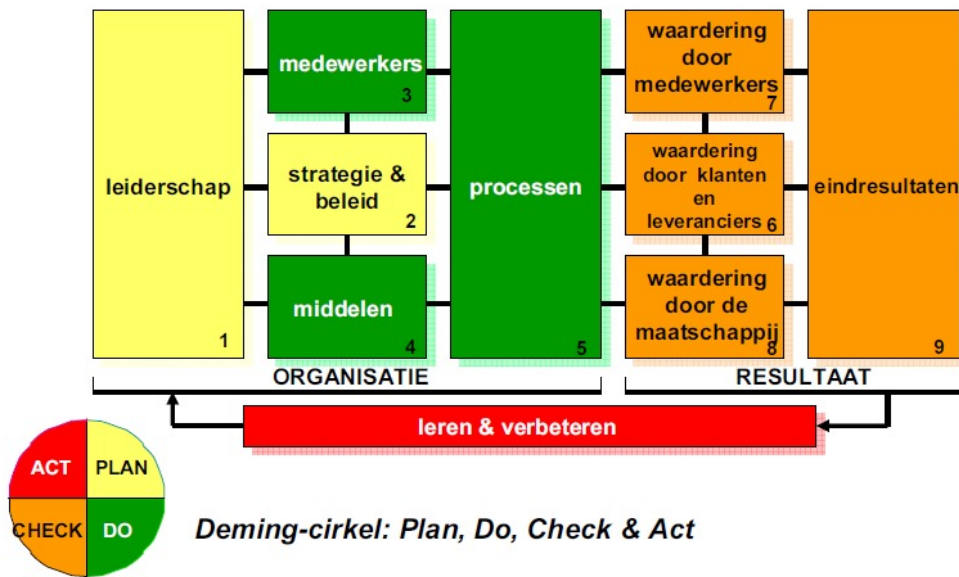 leiderschap
1
medewerkers
3
strategie &
beleid
2
middelen
4
processen
5
waardering
door
medewerkers
7
waardering
door klanten
en
leveranciers
6
waardering
door de
maatschappij
8
eindresultaten
9
ORGANISATIE
RESULTAAT
leren & verbeteren
ACT
PLAN
CHECK
DO
Deming-cirkel: Plan, Do, Check & Act